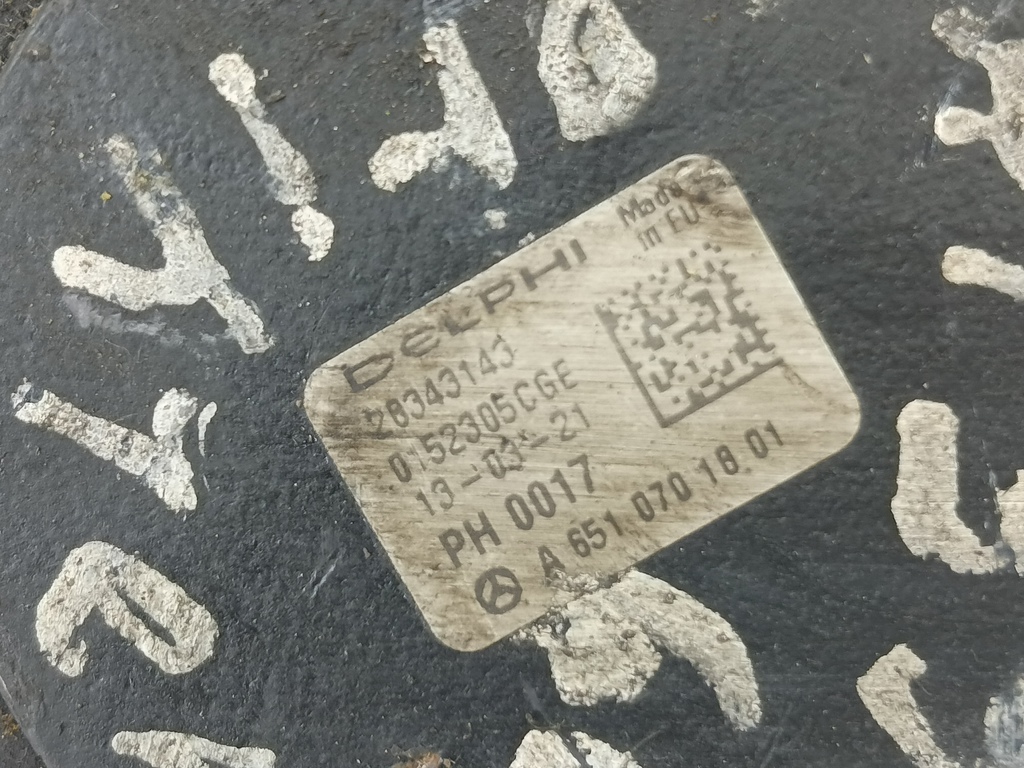 DELPHI
Made
in EU
28343143
0152305CGE
13-03-21
PH 0017
A 651 070 18 01